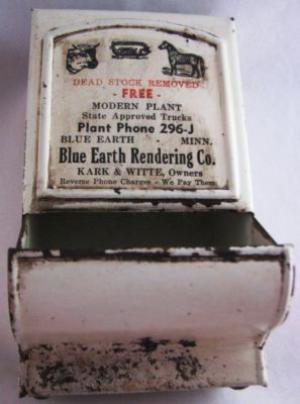 DEAD STOCK REMOVED
- FREE -
MODERN PLANT
State Approved Trucks
Plant Phone 296-J
BLUE EARTH - MINN.
Blue Earth Rendering Co.
KARK & WITTE, Owners
Reverse Phone Charges - We Pay Them